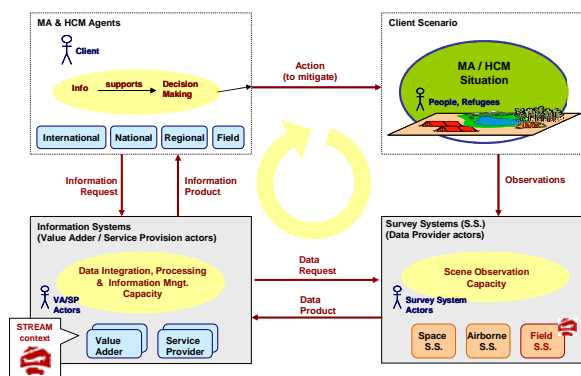 MA & HCM Agents
Client
Info
supports
Decision
Making
International
National
Regional
Field
Action
(to mitigate)
Client Scenario
MA / HCM
Situation
People, Refugees
Information
Request
Information
Product
Observations
Information Systems
(Value Adder / Service Provision actors)
Data Integration, Processing
& Information Mngt.
Capacity
VA/SP
Actors
Value
Adder
Service
Provider
STREAM
context
Data
Request
Data
Product
Survey Systems (S.S.)
(Data Provider actors)
Scene Observation
Capacity
Survey System
Actors
Space
S.S.
Airborne
S.S.
Field
S.S.